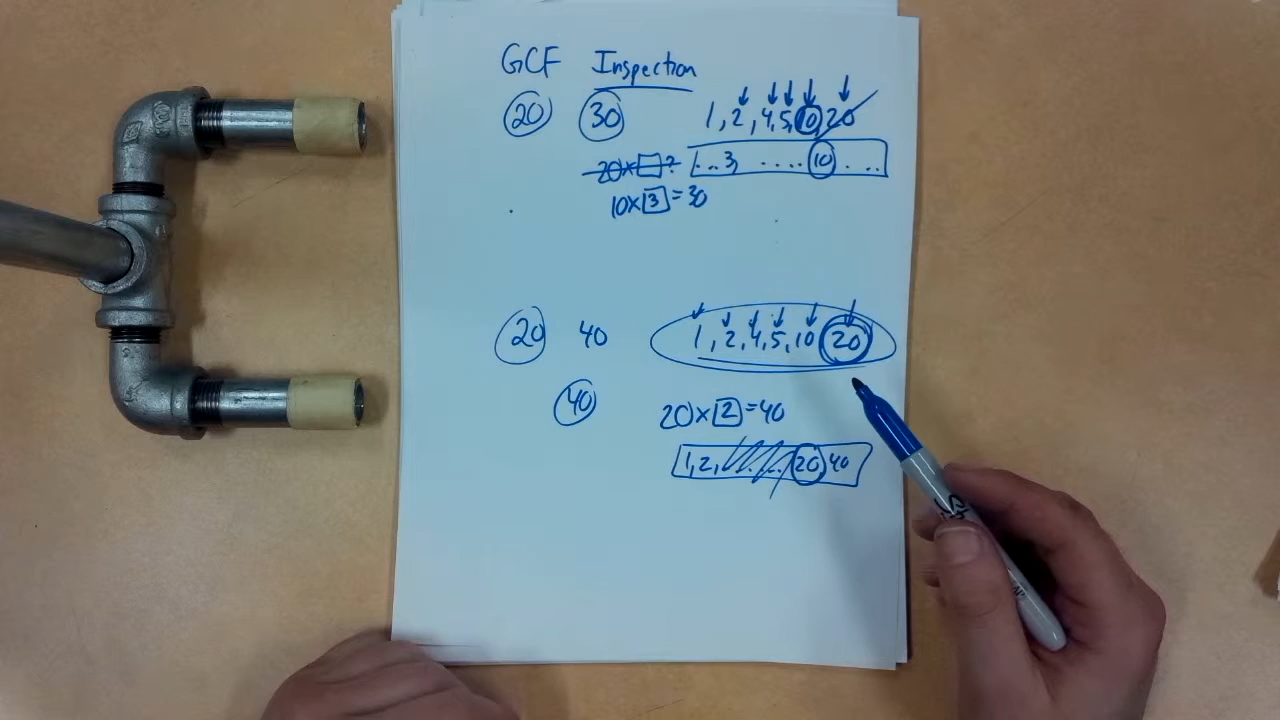 GCF Inspection
20 30 1, 2, 4, 5, 10, 20
20 x □ ? ... 3, .... 10 ...
10 x 3 = 30
20 40 1, 2, 4, 5, 10 20
40 20 x 2 = 40
1, 2, ... 20 40